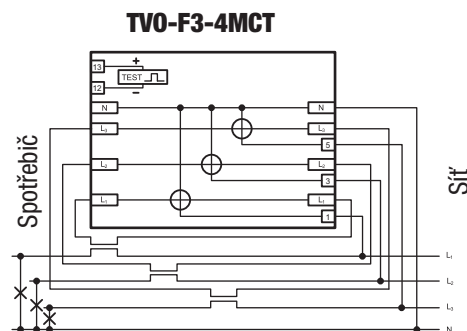 TVO-F3-4MCT
13
+
TEST
12
−
N N
L₃ L₃
5
L₂ L₂
3
L₁ L₁
1
Spotřebič
Síť
L₁
L₂
L₃
N